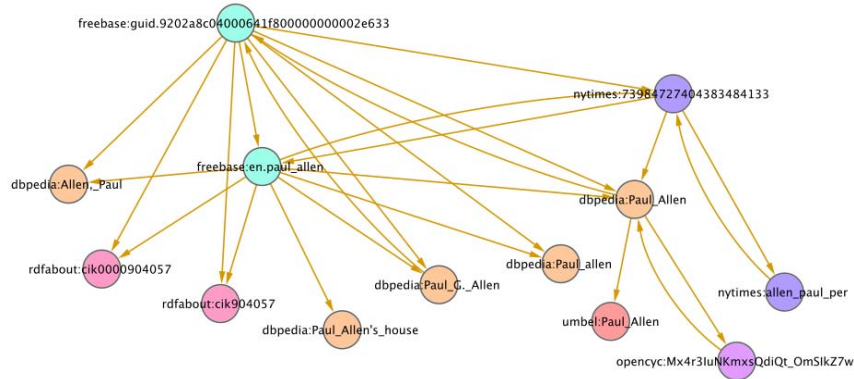 freebase:guid.9202a8c04000641f800000000002e633
nytimes:73984727404383484133
freebase:en.paul_allen
dbpedia:Allen,_Paul
dbpedia:Paul_Allen
dbpedia:Paul_allen
rdfabout:cik0000904057
dbpedia:Paul_G._Allen
nytimes:allen_paul_per
rdfabout:cik904057
umbel:Paul_Allen
dbpedia:Paul_Allen's_house
opencyc:Mx4r3IuNKmxsQdiQt_OmSIkZ7w